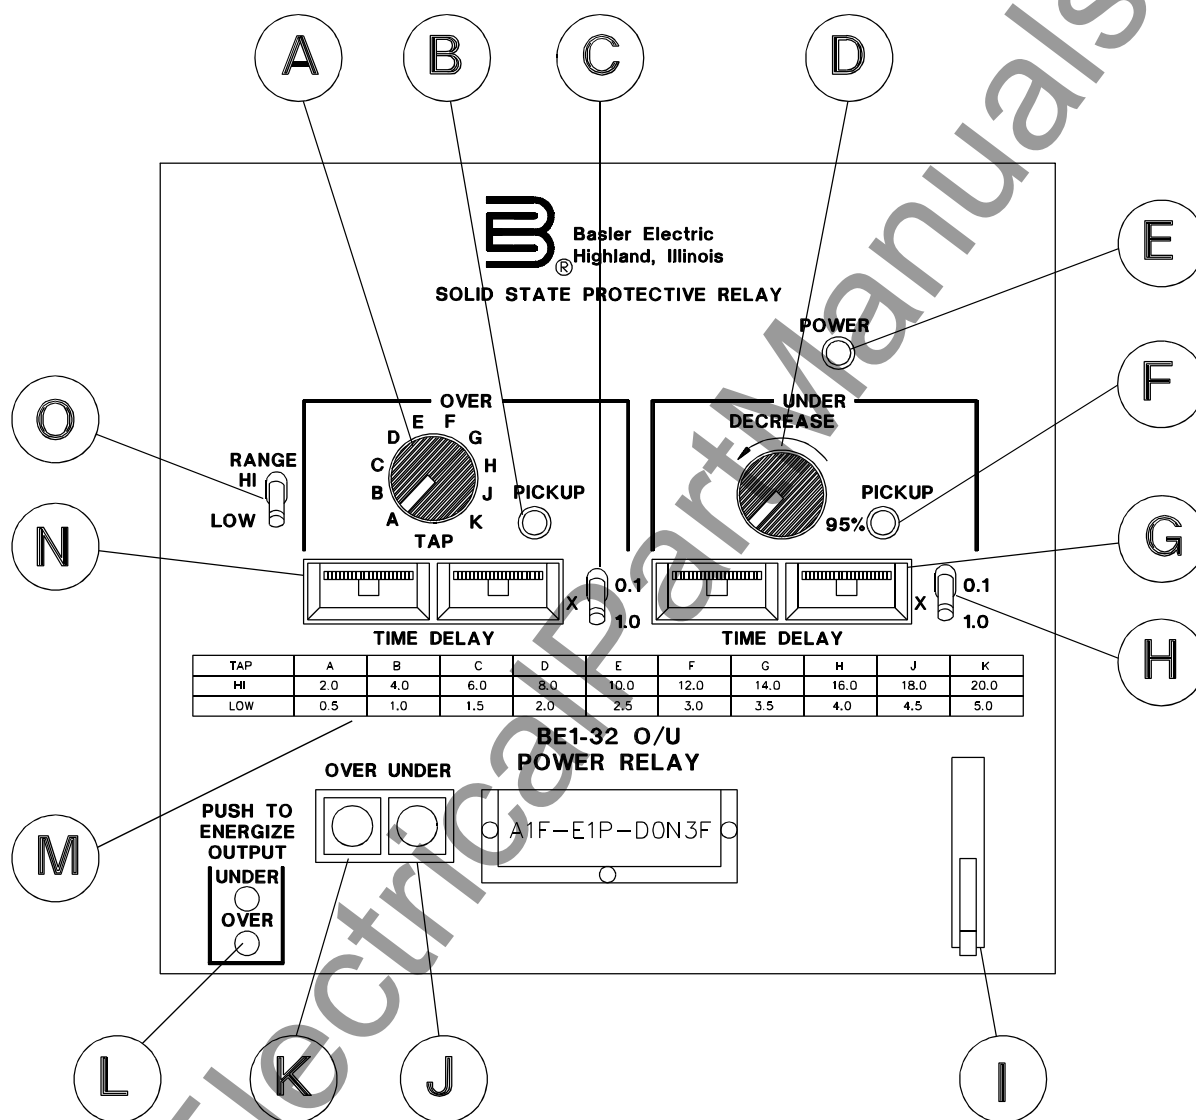 A B C D
Basler Electric
Highland, Illinois
®
SOLID STATE PROTECTIVE RELAY
E
POWER
F
OVER
UNDER
DECREASE
O
RANGE
HI
LOW
A B C D E F G H J K
TAP
PICKUP
PICKUP
95%
N
G
X 0.1
1.0
X 0.1
1.0
H
TIME DELAY
TIME DELAY
TAP A B C D E F G H J K
HI 2.0 4.0 6.0 8.0 10.0 12.0 14.0 16.0 18.0 20.0
LOW 0.5 1.0 1.5 2.0 2.5 3.0 3.5 4.0 4.5 5.0
BE1-32 O/U
POWER RELAY
OVER UNDER
M
PUSH TO
ENERGIZE
OUTPUT
UNDER
OVER
A1F-E1P-D0N3F
L K J I
ElectricalPartManuals